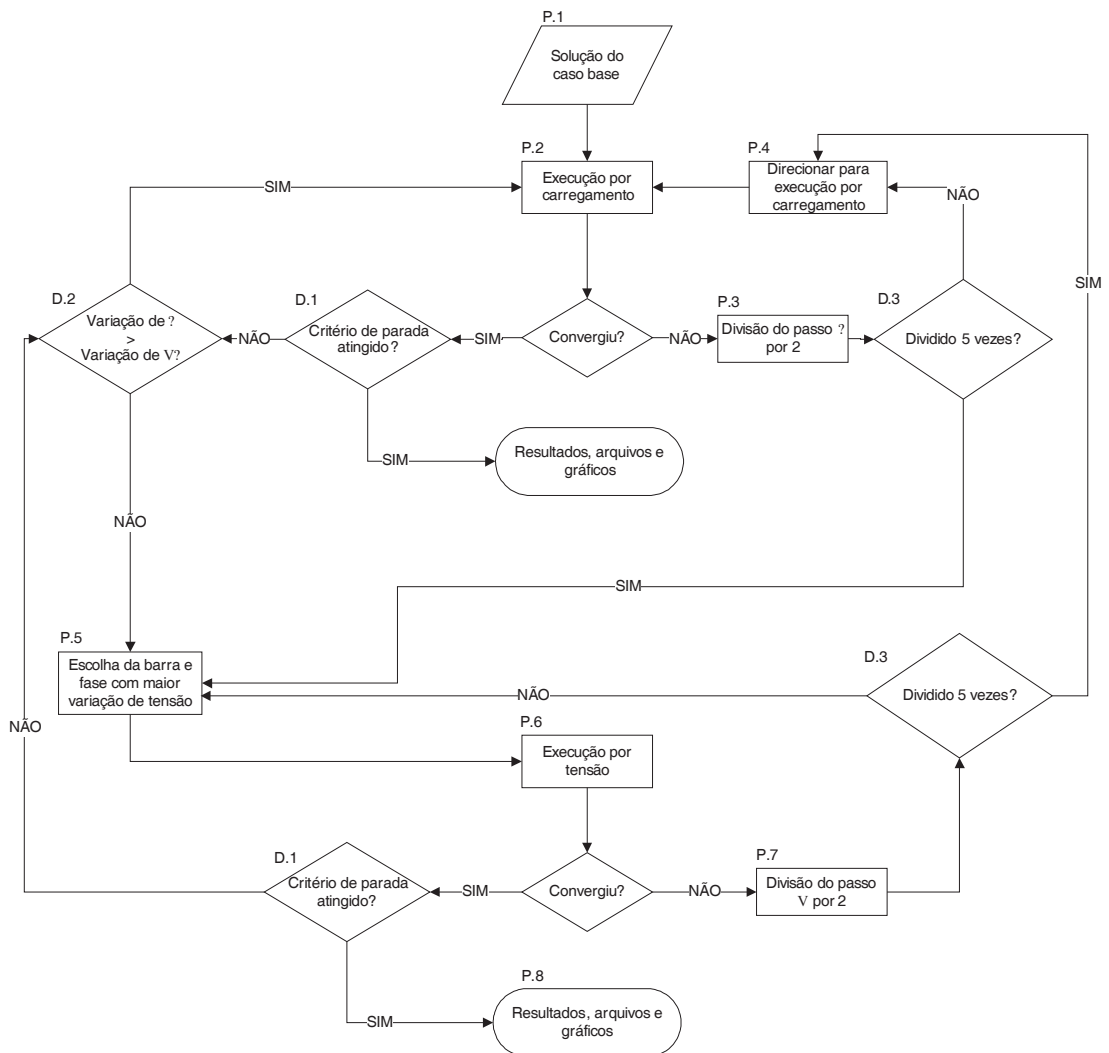 P.1
Solução do
caso base
P.2
Execução por
carregamento
P.4
Direcionar para
execução por
carregamento
SIM
NÃO
SIM
D.2
Variação de ?
>
Variação de V?
NÃO
D.1
Critério de parada
atingido?
SIM
Convergiu?
NÃO
P.3
Divisão do passo ?
por 2
D.3
Dividido 5 vezes?
SIM
Resultados, arquivos e
gráficos
NÃO
SIM
P.5
Escolha da barra e
fase com maior
variação de tensão
NÃO
D.3
Dividido 5 vezes?
NÃO
P.6
Execução por
tensão
D.1
Critério de parada
atingido?
SIM
Convergiu?
NÃO
P.7
Divisão do passo
V por 2
SIM
P.8
Resultados, arquivos e
gráficos